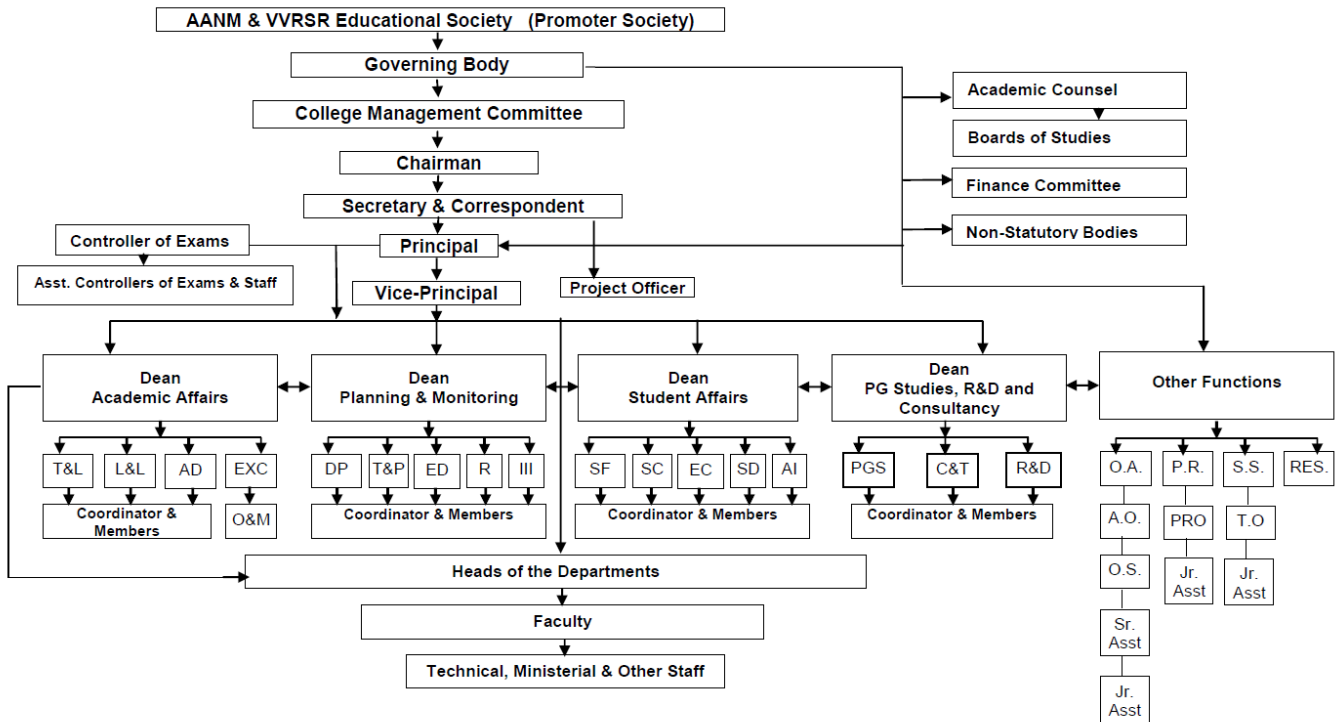 AANM & VVRSR Educational Society (Promoter Society)
Governing Body
Academic Counsel
College Management Committee
Boards of Studies
Chairman
Finance Committee
Secretary & Correspondent
Controller of Exams
Principal
Non-Statutory Bodies
Asst. Controllers of Exams & Staff
Vice-Principal
Project Officer
Dean
Academic Affairs
Dean
Planning & Monitoring
Dean
Student Affairs
Dean
PG Studies, R&D and
Consultancy
Other Functions
T&L
L&L
AD
EXC
DP
T&P
ED
R
III
SF
SC
EC
SD
AI
PGS
C&T
R&D
O.A.
P.R.
S.S.
RES.
Coordinator &
Members
O&M
Coordinator & Members
Coordinator & Members
Coordinator & Members
A.O.
PRO
T.O
Heads of the Departments
O.S.
Jr.
Asst
Jr.
Asst
Faculty
Sr.
Asst
Technical, Ministerial & Other Staff
Jr.
Asst